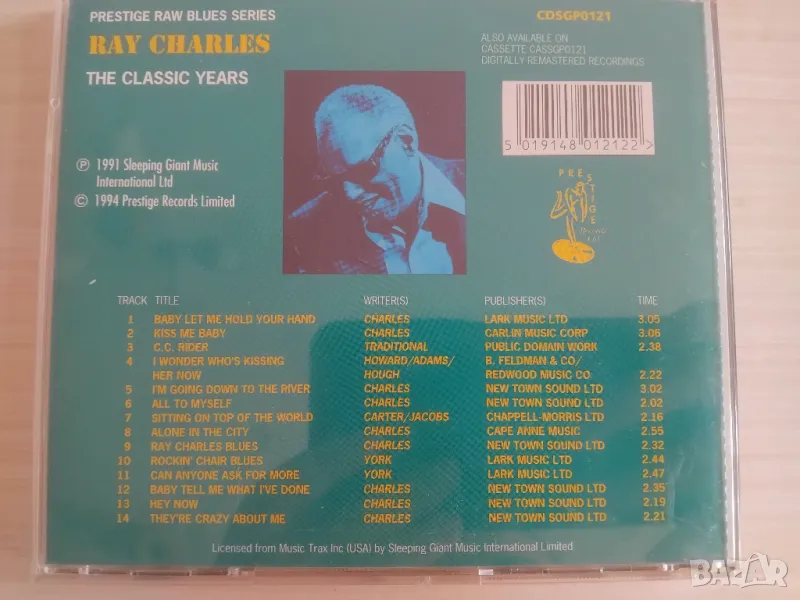 PRESTIGE RAW BLUES SERIES
RAY CHARLES
THE CLASSIC YEARS
CDSGP0121
ALSO AVAILABLE ON
CASSETTE CASSGP0121
DIGITALLY REMASTERED RECORDINGS
5 019148 012122 >
PRESTIGE
Records
Ltd
℗ 1991 Sleeping Giant Music
International Ltd
© 1994 Prestige Records Limited
TRACK TITLE WRITER(S) PUBLISHER(S) TIME
1 BABY LET ME HOLD YOUR HAND CHARLES LARK MUSIC LTD 3.05
2 KISS ME BABY CHARLES CARLIN MUSIC CORP 3.06
3 C.C. RIDER TRADITIONAL PUBLIC DOMAIN WORK 2.38
4 I WONDER WHO'S KISSING HOWARD/ADAMS/ B. FELDMAN & CO/
HER NOW HOUGH REDWOOD MUSIC CO 2.22
5 I'M GOING DOWN TO THE RIVER CHARLES NEW TOWN SOUND LTD 3.02
6 ALL TO MYSELF CHARLES NEW TOWN SOUND LTD 2.02
7 SITTING ON TOP OF THE WORLD CARTER/JACOBS CHAPPELL-MORRIS LTD 2.16
8 ALONE IN THE CITY CHARLES CAPE ANNE MUSIC 2.55
9 RAY CHARLES BLUES CHARLES NEW TOWN SOUND LTD 2.32
10 ROCKIN' CHAIR BLUES YORK LARK MUSIC LTD 2.44
11 CAN ANYONE ASK FOR MORE YORK LARK MUSIC LTD 2.47
12 BABY TELL ME WHAT I'VE DONE CHARLES NEW TOWN SOUND LTD 2.35
13 HEY NOW CHARLES NEW TOWN SOUND LTD 2.19
14 THEY'RE CRAZY ABOUT ME CHARLES NEW TOWN SOUND LTD 2.21
Licensed from Music Trax Inc (USA) by Sleeping Giant Music International Limited.
BAZAR